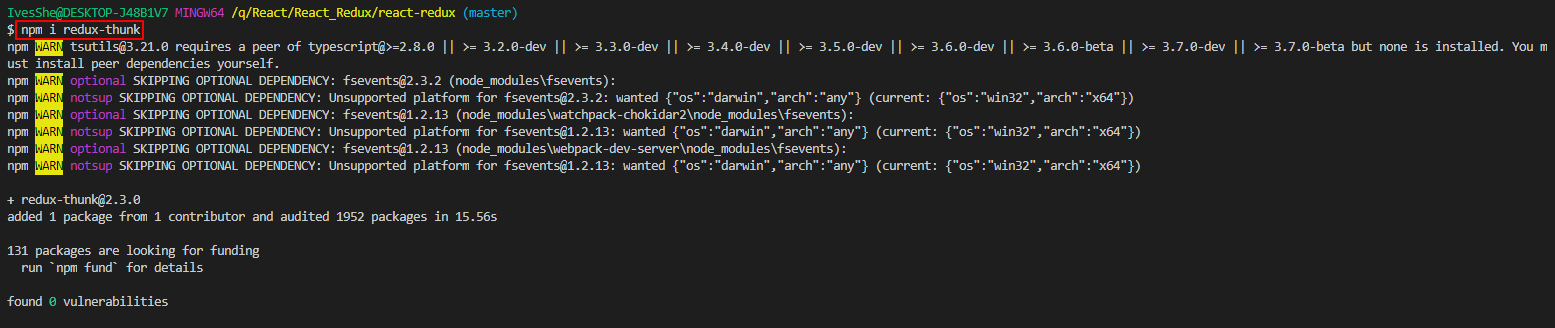 IvesShe@DESKTOP-J48B1V7 MINGW64 /q/React/React_Redux/react-redux (master)
$ npm i redux-thunk
npm WARN tsutils@3.21.0 requires a peer of typescript@>=2.8.0 || >= 3.2.0-dev || >= 3.3.0-dev || >= 3.4.0-dev || >= 3.5.0-dev || >= 3.6.0-dev || >= 3.6.0-beta || >= 3.7.0-dev || >= 3.7.0-beta but none is installed. You m
ust install peer dependencies yourself.
npm WARN optional SKIPPING OPTIONAL DEPENDENCY: fsevents@2.3.2 (node_modules\fsevents):
npm WARN notsup SKIPPING OPTIONAL DEPENDENCY: Unsupported platform for fsevents@2.3.2: wanted {"os":"darwin","arch":"any"} (current: {"os":"win32","arch":"x64"})
npm WARN optional SKIPPING OPTIONAL DEPENDENCY: fsevents@1.2.13 (node_modules\watchpack-chokidar2\node_modules\fsevents):
npm WARN notsup SKIPPING OPTIONAL DEPENDENCY: Unsupported platform for fsevents@1.2.13: wanted {"os":"darwin","arch":"any"} (current: {"os":"win32","arch":"x64"})
npm WARN optional SKIPPING OPTIONAL DEPENDENCY: fsevents@1.2.13 (node_modules\webpack-dev-server\node_modules\fsevents):
npm WARN notsup SKIPPING OPTIONAL DEPENDENCY: Unsupported platform for fsevents@1.2.13: wanted {"os":"darwin","arch":"any"} (current: {"os":"win32","arch":"x64"})
+ redux-thunk@2.3.0
added 1 package from 1 contributor and audited 1952 packages in 15.56s
131 packages are looking for funding
run `npm fund` for details
found 0 vulnerabilities